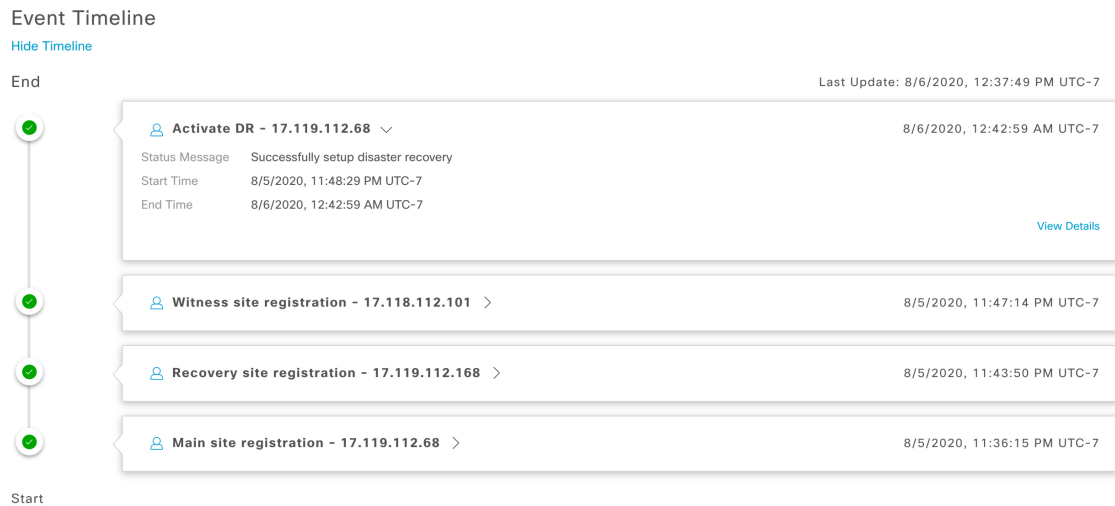 Event Timeline
Hide Timeline
End
Last Update: 8/6/2020, 12:37:49 PM UTC-7
Activate DR - 17.119.112.68
8/6/2020, 12:42:59 AM UTC-7
Status Message Successfully setup disaster recovery
Start Time 8/5/2020, 11:48:29 PM UTC-7
End Time 8/6/2020, 12:42:59 AM UTC-7
View Details
Witness site registration - 17.118.112.101
8/5/2020, 11:47:14 PM UTC-7
Recovery site registration - 17.119.112.168
8/5/2020, 11:43:50 PM UTC-7
Main site registration - 17.119.112.68
8/5/2020, 11:36:15 PM UTC-7
Start